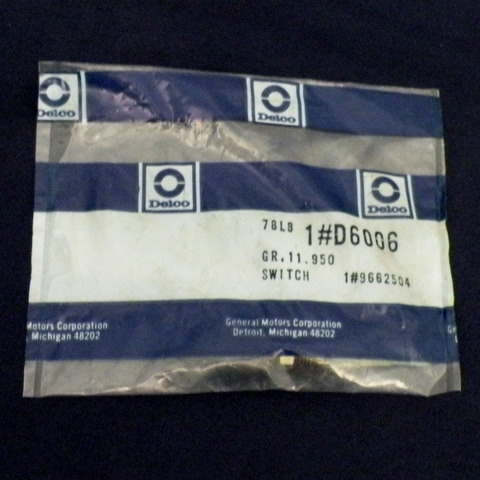 Delco
Delco
Delco
Delco
78L8 1#D6006
GR.11.950
SWITCH 1#9662504
Motors Corporation
Michigan 48202
General Motors Corporation
Detroit, Michigan 48202